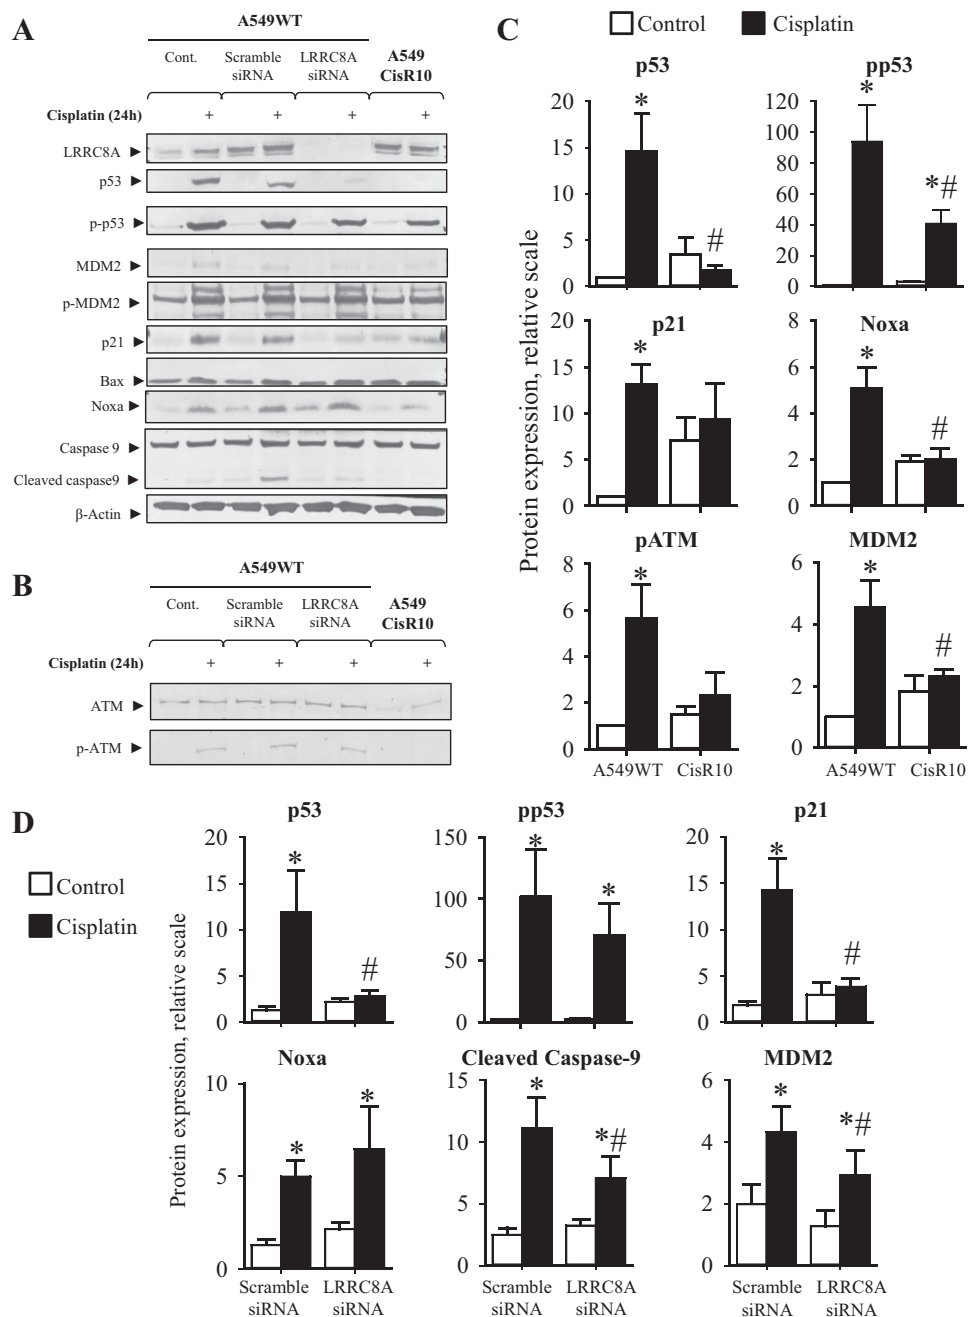 A
A549WT
Cont.
Scramble siRNA
LRRC8A siRNA
A549 CisR10
Cisplatin (24h)
+ + + +
LRRC8A
p53
p-p53
MDM2
p-MDM2
p21
Bax
Noxa
Caspase 9
Cleaved caspase9
β-Actin
B
A549WT
Cont.
Scramble siRNA
LRRC8A siRNA
A549 CisR10
Cisplatin (24h)
+ + + +
ATM
p-ATM
C
Control
Cisplatin
Protein expression, relative scale
p53
20
15
10
5
0
*
#
pp53
120
100
80
60
40
20
0
*
*#
p21
20
15
10
5
0
*
Noxa
8
6
4
2
0
*
#
pATM
8
6
4
2
0
*
A549WT CisR10
MDM2
6
4
2
0
*
#
A549WT CisR10
D
Control
Cisplatin
Protein expression, relative scale
p53
20
15
10
5
0
*
#
pp53
150
100
50
0
*
*
p21
20
15
10
5
0
*
#
Noxa
10
5
0
*
*
Scramble siRNA
LRRC8A siRNA
Cleaved Caspase-9
15
10
5
0
*
*#
Scramble siRNA
LRRC8A siRNA
MDM2
6
4
2
0
*
*#
Scramble siRNA
LRRC8A siRNA